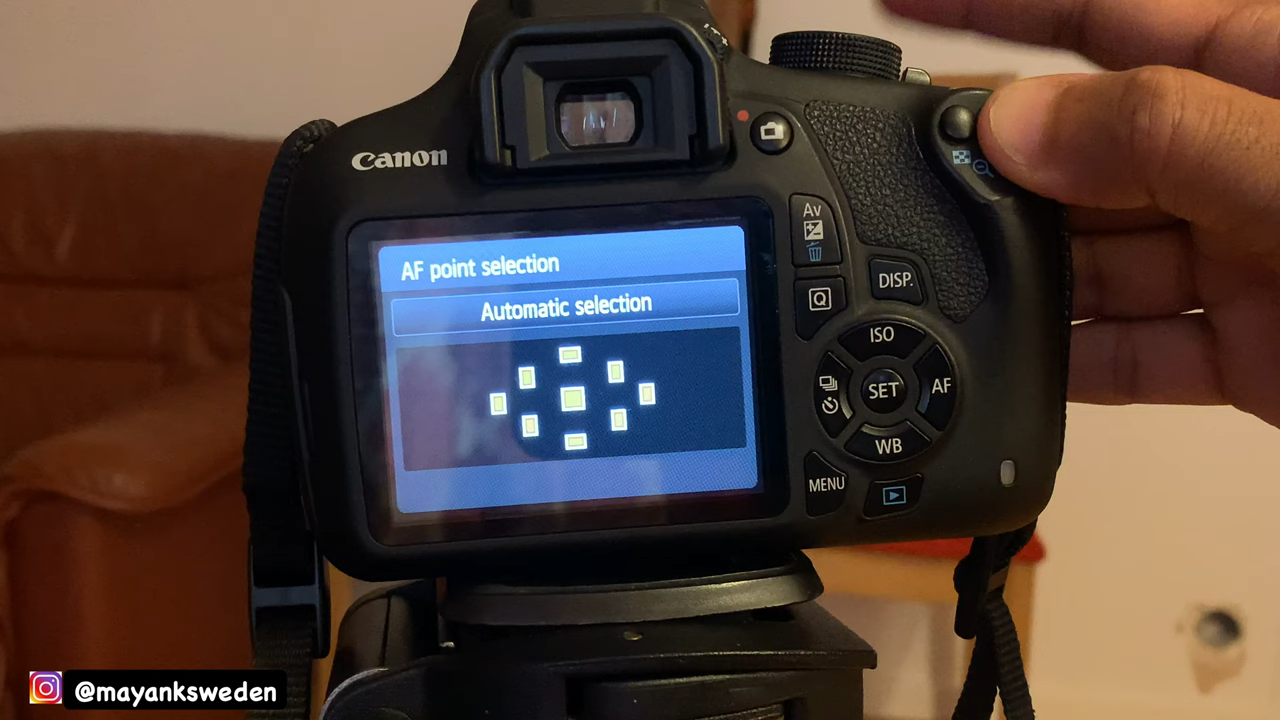 Canon
AF point selection
Automatic selection
Av
Q
DISP.
ISO
SET
AF
WB
MENU
@mayanksweden